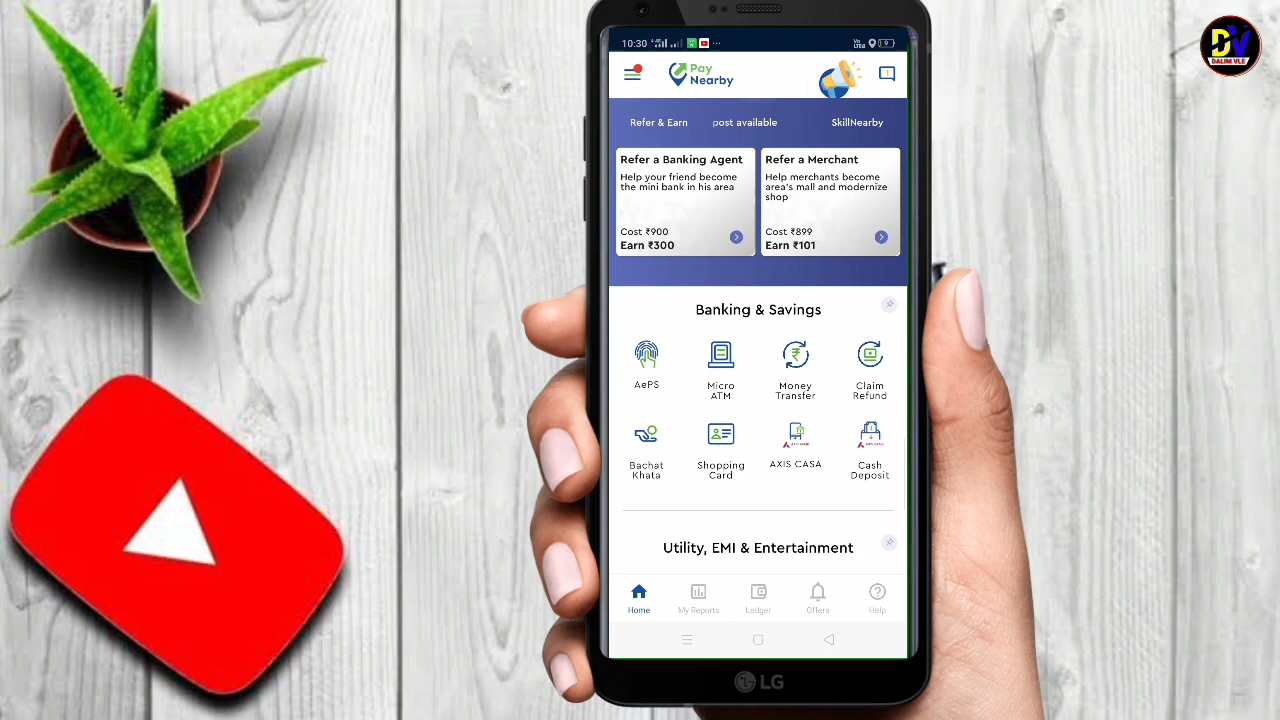 DV
DALIM VLE
10:30
Pay
Nearby
Refer & Earn
post available
SkillNearby
Refer a Banking Agent
Help your friend become
the mini bank in his area
Cost ₹900
Earn ₹300
Refer a Merchant
Help merchants become
area's mall and modernize
shop
Cost ₹899
Earn ₹101
Banking & Savings
AePS
Micro
ATM
Money
Transfer
Claim
Refund
Bachat
Khata
Shopping
Card
AXIS CASA
Cash
Deposit
Utility, EMI & Entertainment
Home
My Reports
Ledger
Offers
Help
LG